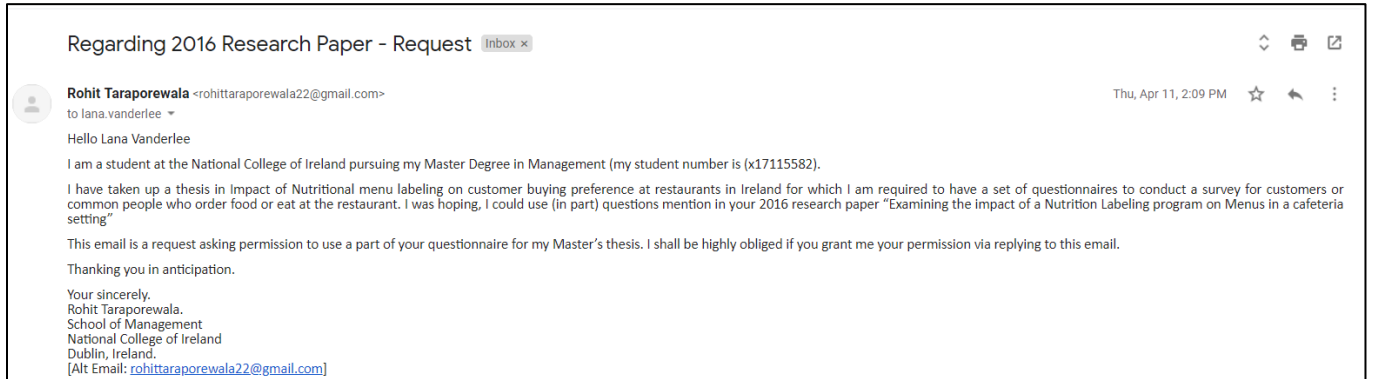 Regarding 2016 Research Paper - Request Inbox ×
Rohit Taraporewala <rohittaraporewala22@gmail.com> Thu, Apr 11, 2:09 PM
to lana.vanderlee
Hello Lana Vanderlee
I am a student at the National College of Ireland pursuing my Master Degree in Management (my student number is (x17115582).
I have taken up a thesis in Impact of Nutritional menu labeling on customer buying preference at restaurants in Ireland for which I am required to have a set of questionnaires to conduct a survey for customers or
common people who order food or eat at the restaurant. I was hoping, I could use (in part) questions mention in your 2016 research paper “Examining the impact of a Nutrition Labeling program on Menus in a cafeteria
setting”
This email is a request asking permission to use a part of your questionnaire for my Master’s thesis. I shall be highly obliged if you grant me your permission via replying to this email.
Thanking you in anticipation.
Your sincerely.
Rohit Taraporewala.
School of Management
National College of Ireland
Dublin, Ireland.
[Alt Email: rohittaraporewala22@gmail.com]